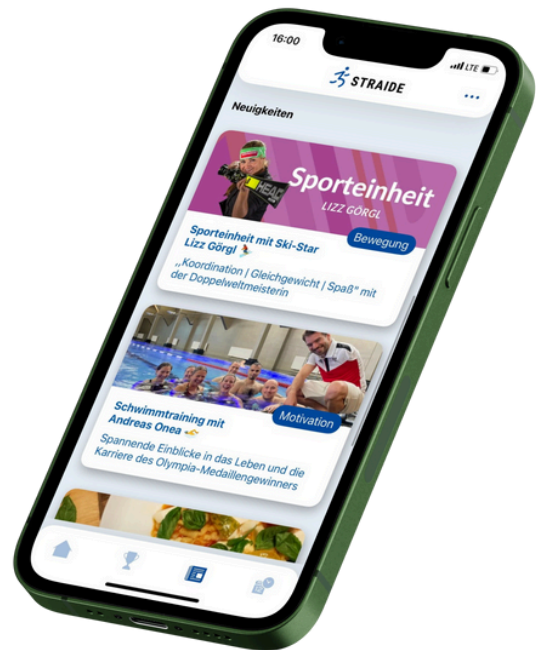 16:00
LTE
STRAIDE
Neuigkeiten
HEAD
Sporteinheit
LIZZ GÖRGL
Bewegung
Sporteinheit mit Ski-Star
Lizz Görgl
„Koordination | Gleichgewicht | Spaß“ mit
der Doppelweltmeisterin
Motivation
Schwimmtraining mit
Andreas Onea
Spannende Einblicke in das Leben und die
Karriere des Olympia-Medaillengewinners